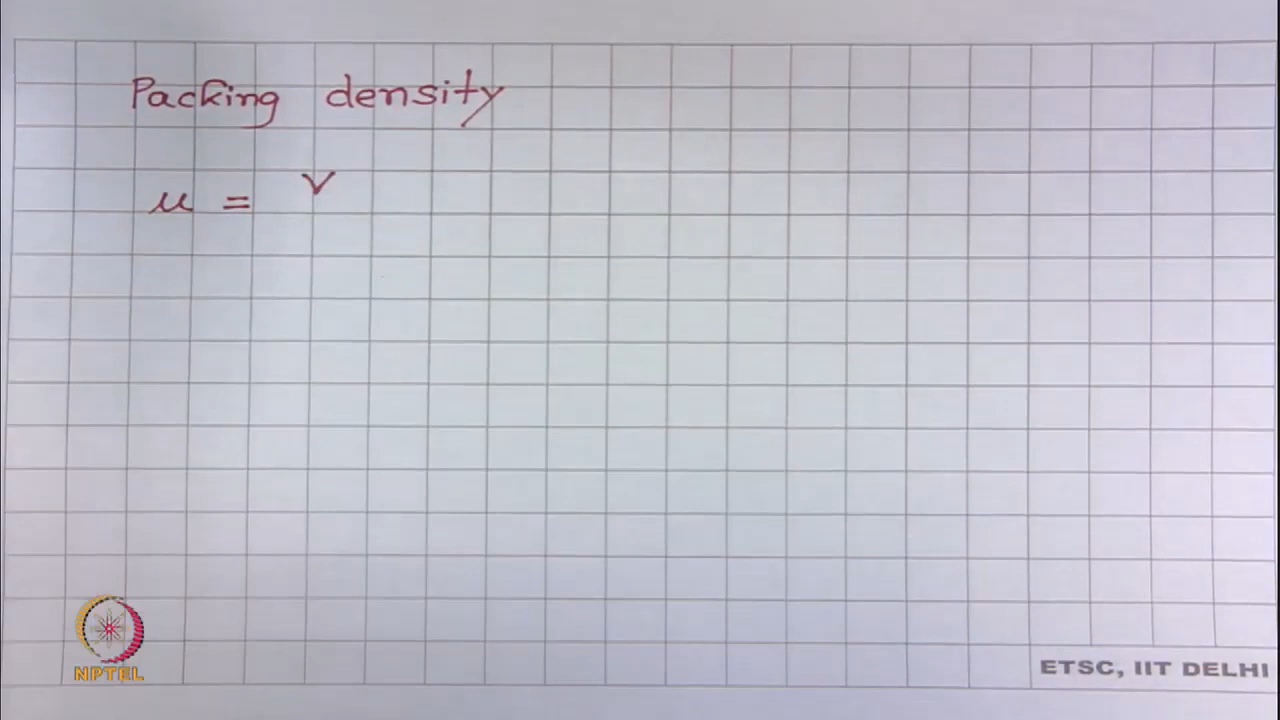 Packing density
μ = V
NPTEL
ETSC, IIT DELHI